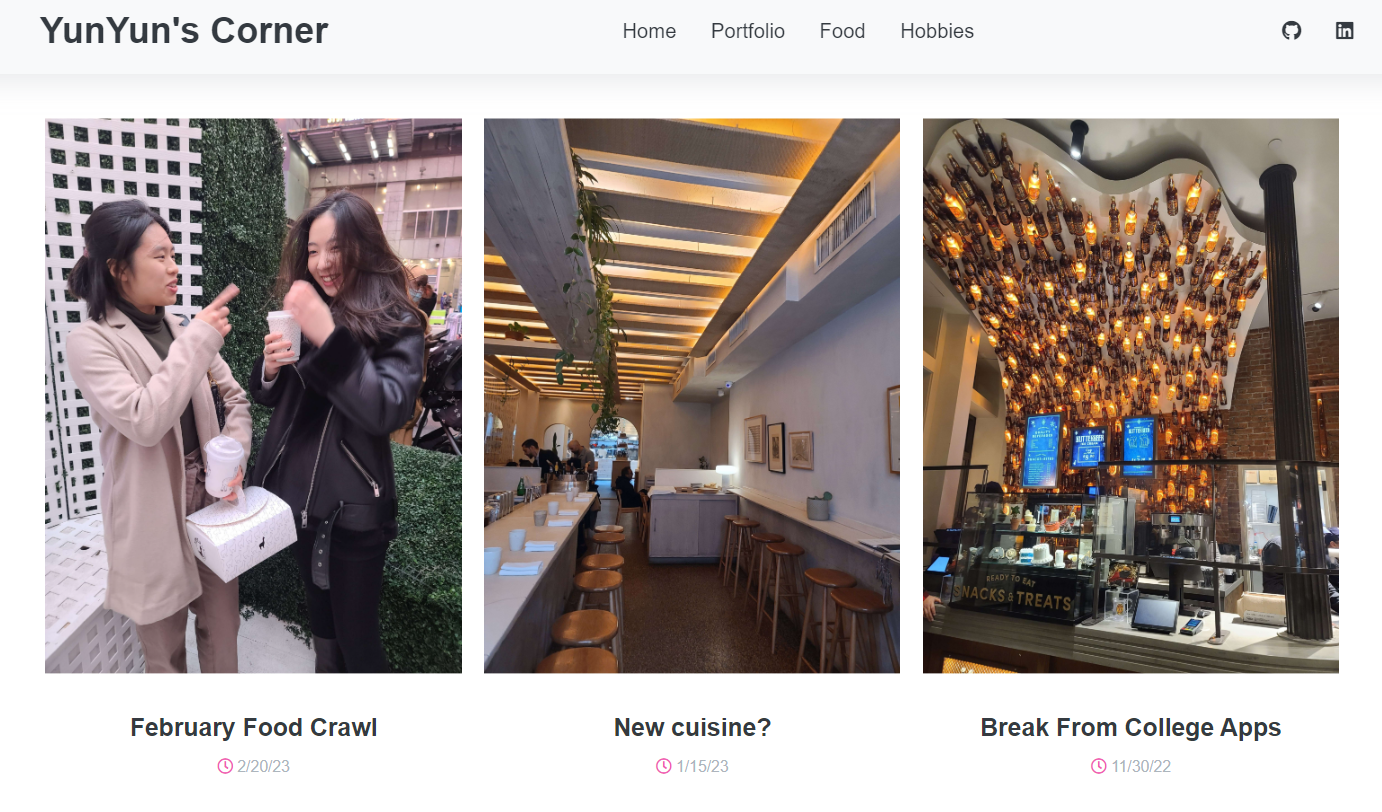 YunYun's Corner
Home Portfolio Food Hobbies
READY TO EAT
SNACKS & TREATS
February Food Crawl
New cuisine?
Break From College Apps
2/20/23
1/15/23
11/30/22